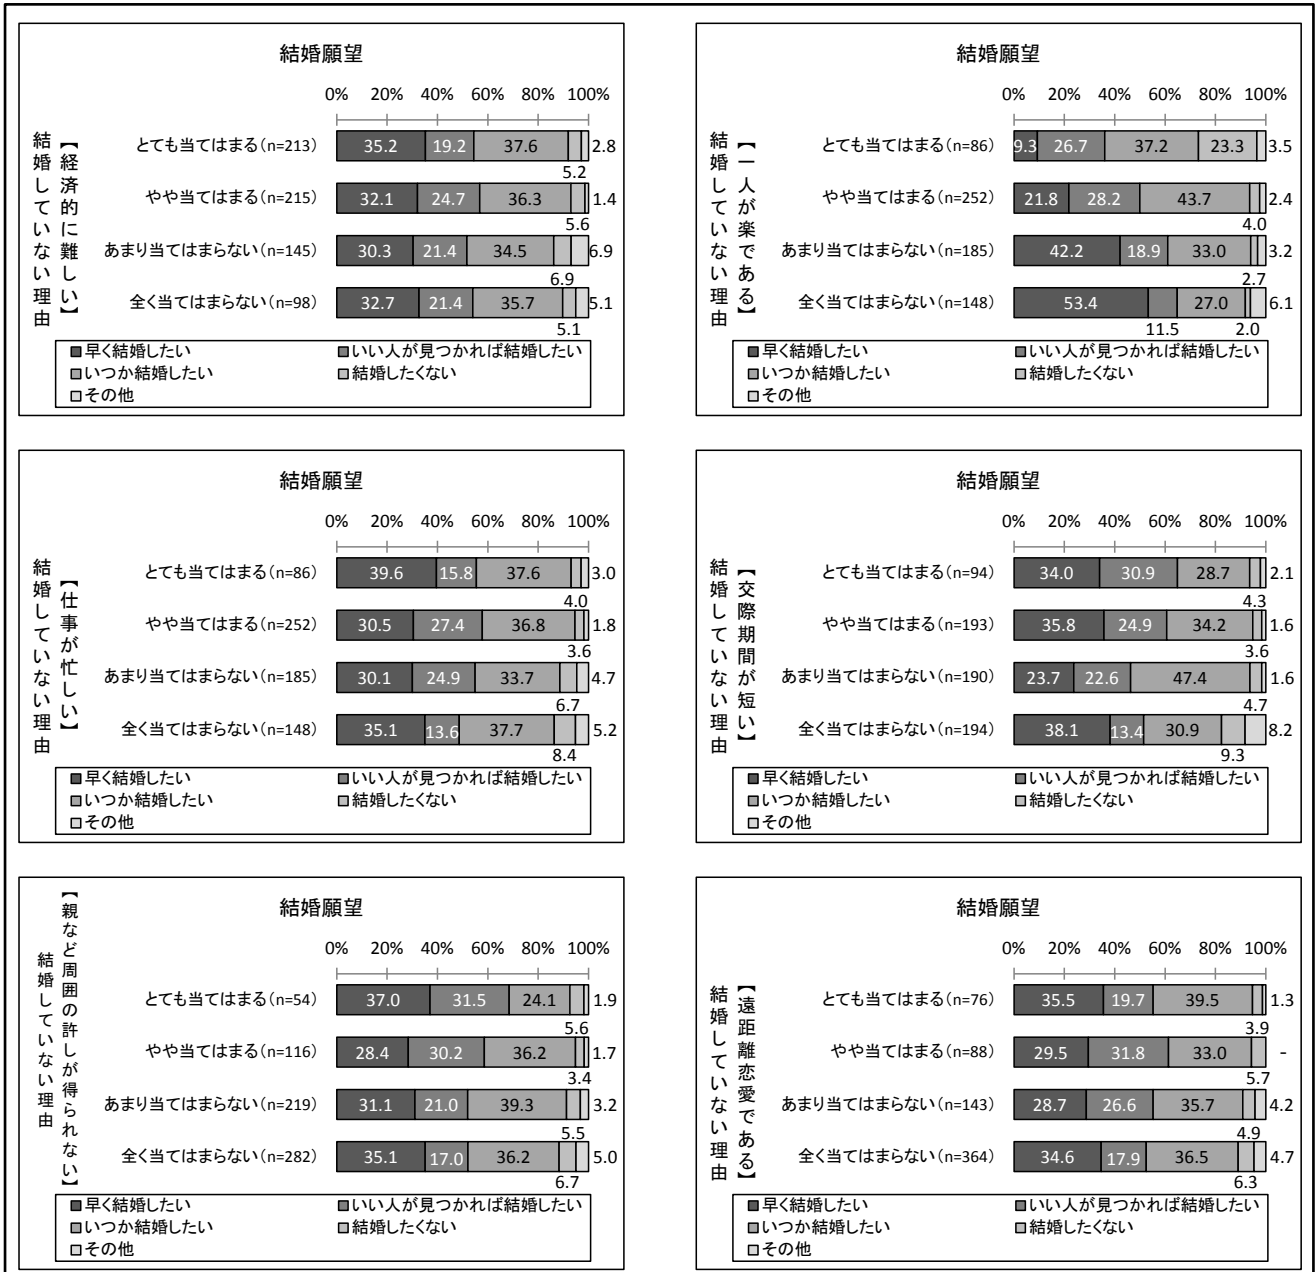 結婚願望
0% 20% 40% 60% 80% 100%
結婚していない理由
【経済的に難しい】
とても当てはまる(n=213) 35.2 19.2 37.6 2.8
5.2
やや当てはまる(n=215) 32.1 24.7 36.3 1.4
5.6
あまり当てはまらない(n=145) 30.3 21.4 34.5 6.9
6.9
全く当てはまらない(n=98) 32.7 21.4 35.7 5.1
5.1
早く結婚したい いい人が見つかれば結婚したい
いつか結婚したい 結婚したくない
その他
結婚願望
0% 20% 40% 60% 80% 100%
結婚していない理由
【一人が楽である】
とても当てはまる(n=86) 9.3 26.7 37.2 23.3 3.5
やや当てはまる(n=252) 21.8 28.2 43.7 2.4
4.0
あまり当てはまらない(n=185) 42.2 18.9 33.0 3.2
2.7
全く当てはまらない(n=148) 53.4 27.0 6.1
11.5 2.0
早く結婚したい いい人が見つかれば結婚したい
いつか結婚したい 結婚したくない
その他
結婚願望
0% 20% 40% 60% 80% 100%
結婚していない理由
【仕事が忙しい】
とても当てはまる(n=86) 39.6 15.8 37.6 3.0
4.0
やや当てはまる(n=252) 30.5 27.4 36.8 1.8
3.6
あまり当てはまらない(n=185) 30.1 24.9 33.7 4.7
6.7
全く当てはまらない(n=148) 35.1 13.6 37.7 5.2
8.4
早く結婚したい いい人が見つかれば結婚したい
いつか結婚したい 結婚したくない
その他
結婚願望
0% 20% 40% 60% 80% 100%
結婚していない理由
【交際期間が短い】
とても当てはまる(n=94) 34.0 30.9 28.7 2.1
4.3
やや当てはまる(n=193) 35.8 24.9 34.2 1.6
3.6
あまり当てはまらない(n=190) 23.7 22.6 47.4 1.6
4.7
全く当てはまらない(n=194) 38.1 13.4 30.9 8.2
9.3
早く結婚したい いい人が見つかれば結婚したい
いつか結婚したい 結婚したくない
その他
結婚願望
0% 20% 40% 60% 80% 100%
結婚していない理由
【親など周囲の許しが得られない】
とても当てはまる(n=54) 37.0 31.5 24.1 1.9
5.6
やや当てはまる(n=116) 28.4 30.2 36.2 1.7
3.4
あまり当てはまらない(n=219) 31.1 21.0 39.3 3.2
5.5
全く当てはまらない(n=282) 35.1 17.0 36.2 5.0
6.7
早く結婚したい いい人が見つかれば結婚したい
いつか結婚したい 結婚したくない
その他
結婚願望
0% 20% 40% 60% 80% 100%
結婚していない理由
【遠距離恋愛である】
とても当てはまる(n=76) 35.5 19.7 39.5 1.3
3.9
やや当てはまる(n=88) 29.5 31.8 33.0 -
5.7
あまり当てはまらない(n=143) 28.7 26.6 35.7 4.2
4.9
全く当てはまらない(n=364) 34.6 17.9 36.5 4.7
6.3
早く結婚したい いい人が見つかれば結婚したい
いつか結婚したい 結婚したくない
その他